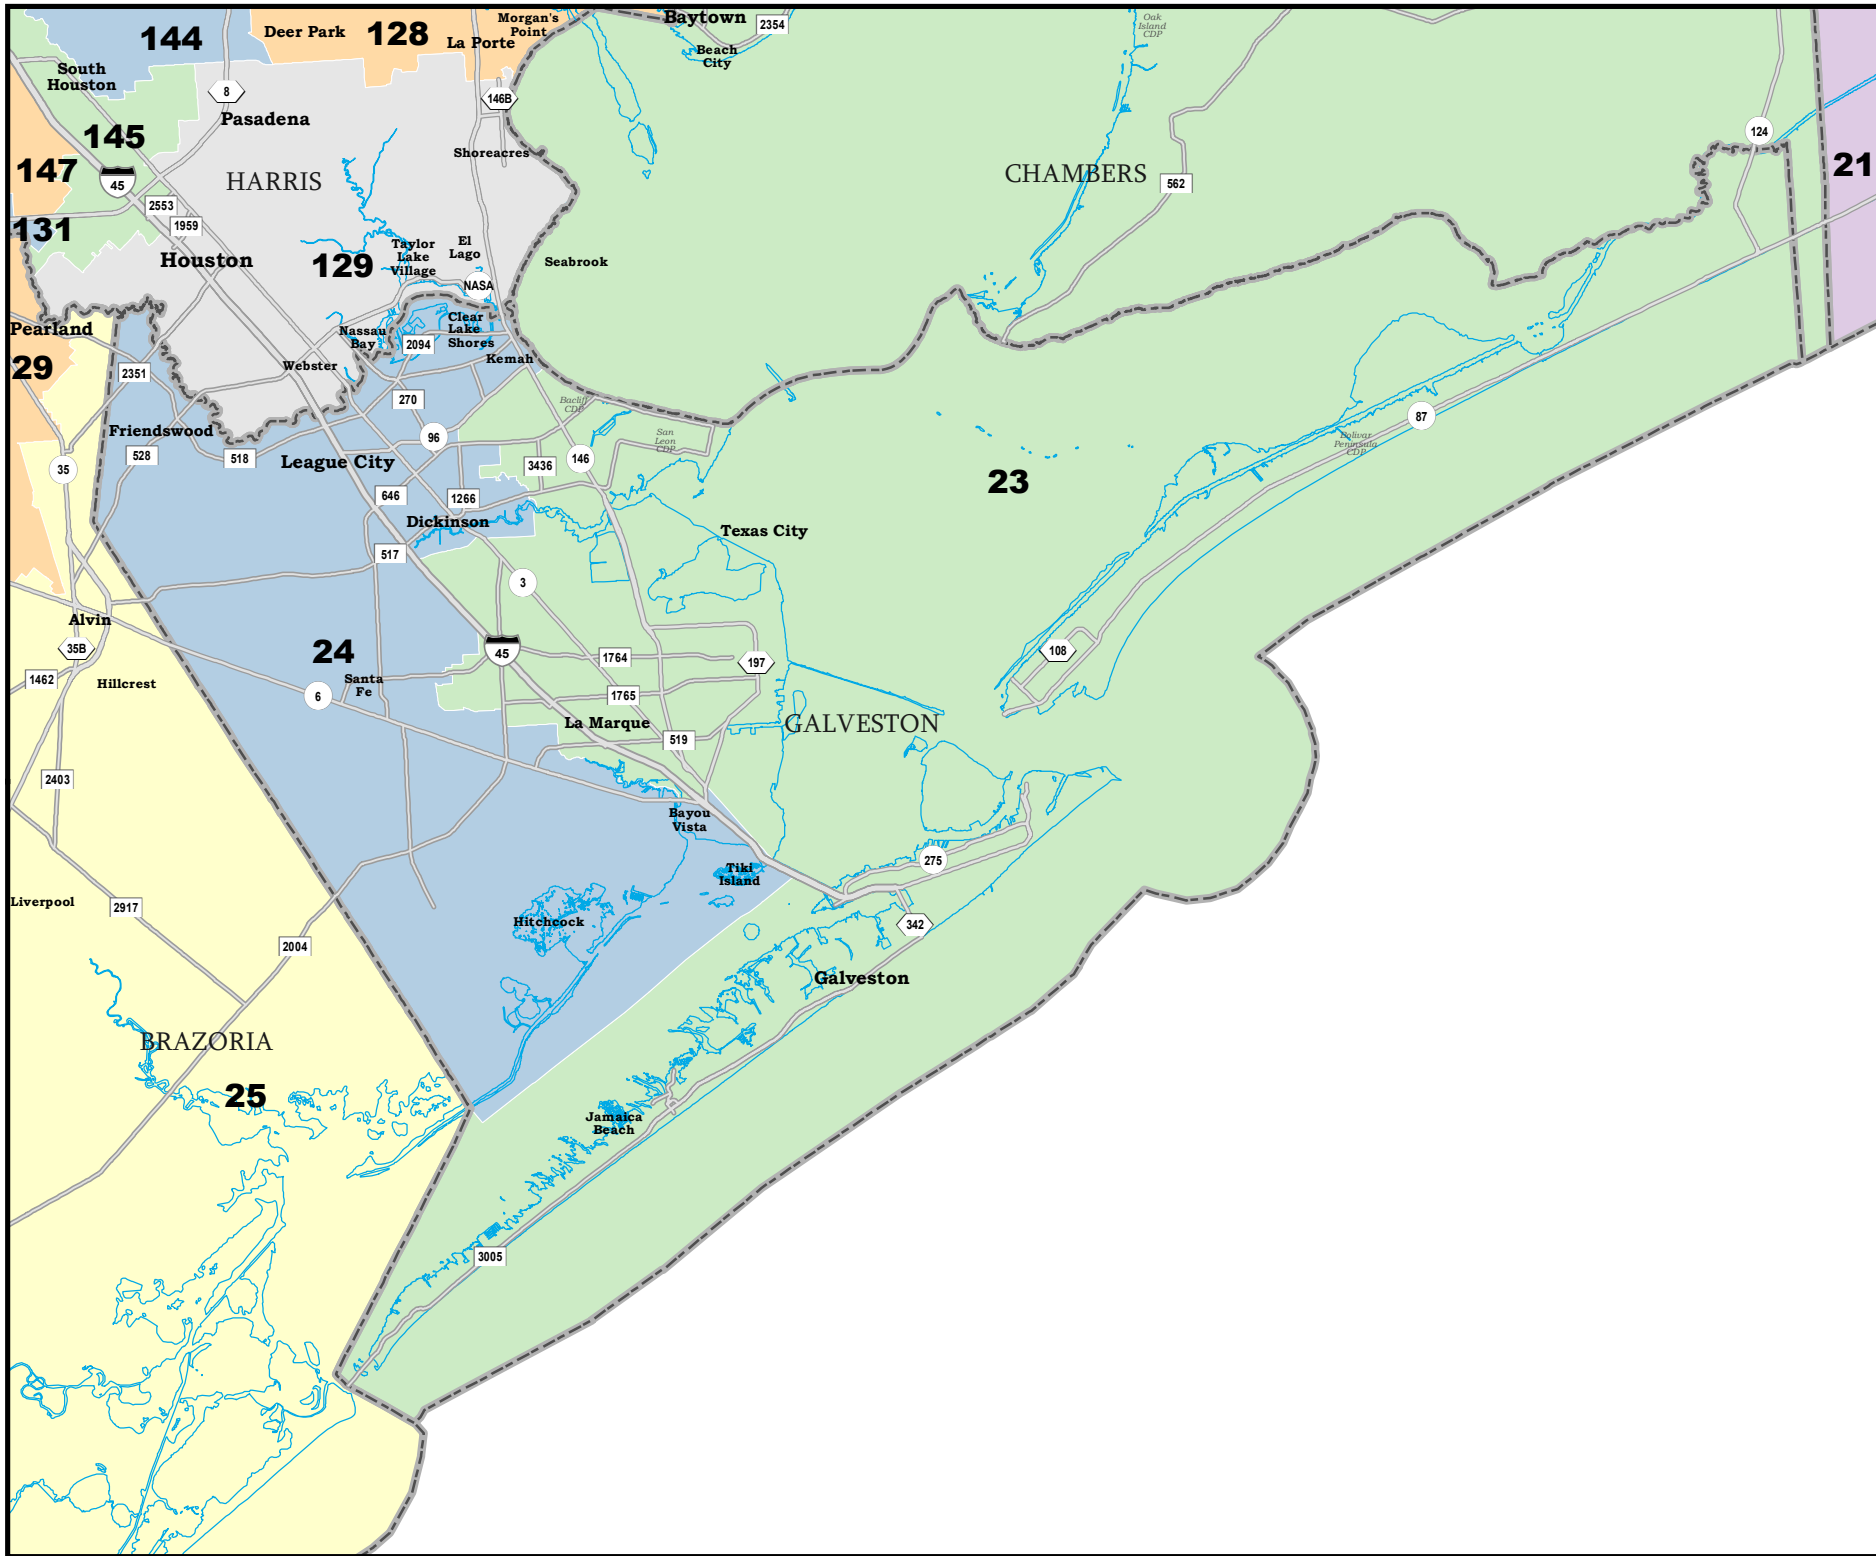 144
Deer Park
128
Morgan's
Point
La Porte
Baytown
2354
Beach
City
Oak
Island
CDP
South
Houston
8
Pasadena
146B
145
124
147
45
HARRIS
Shoreacres
CHAMBERS
562
21
2553
1959
131
Houston
129
Taylor
Lake
Village
El
Lago
Seabrook
NASA
Pearland
29
Nassau
Bay
Clear
Lake
Shores
2094
Kemah
Webster
2351
270
Bacliff
CDP
96
San
Leon
CDP
87
Bolivar
Peninsula
CDP
Friendswood
528
518
League City
35
3436
146
23
646
1266
Dickinson
Texas City
517
3
Alvin
35B
24
45
1764
197
108
1462
Hillcrest
Santa
Fe
6
1765
La Marque
GALVESTON
519
2403
Bayou
Vista
275
Tiki
Island
Liverpool
2917
Hitchcock
342
2004
Galveston
BRAZORIA
25
Jamaica
Beach
3005